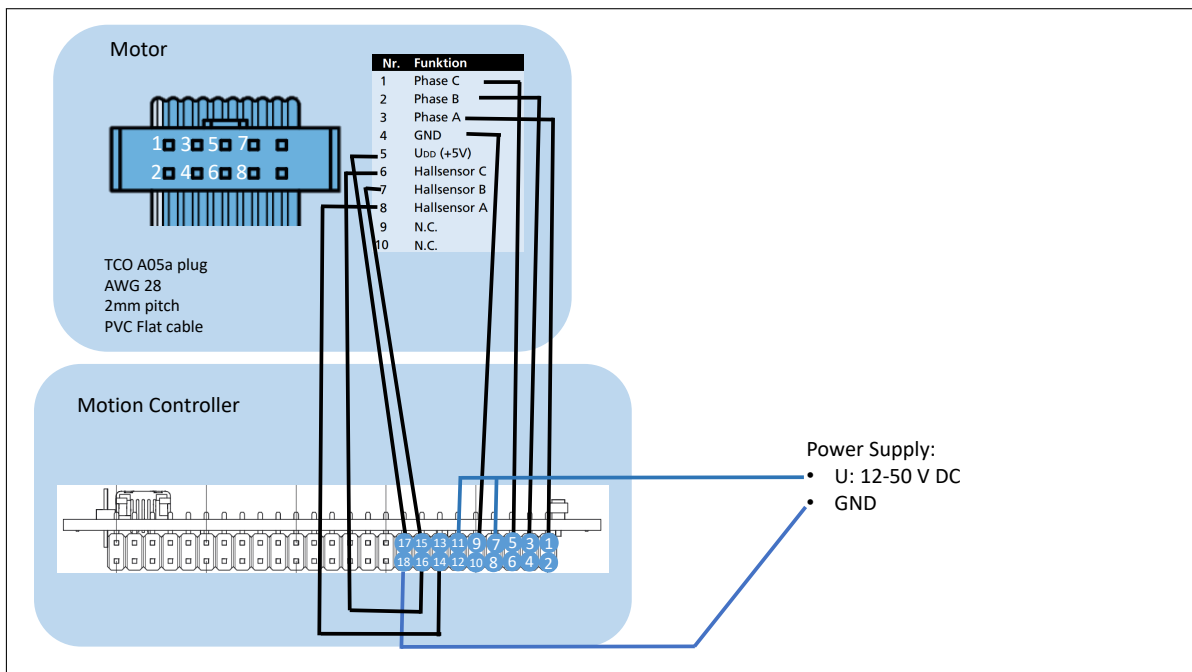 Motor
Nr. Funktion
1 Phase C
2 Phase B
3 Phase A
4 GND
5 UDD (+5V)
6 Hallsensor C
7 Hallsensor B
8 Hallsensor A
9 N.C.
10 N.C.
1 3 5 7
2 4 6 8
TCO A05a plug
AWG 28
2mm pitch
PVC Flat cable
Motion Controller
17 15 13 11 9 7 5 3 1
18 16 14 12 10 8 6 4 2
Power Supply:
• U: 12-50 V DC
• GND